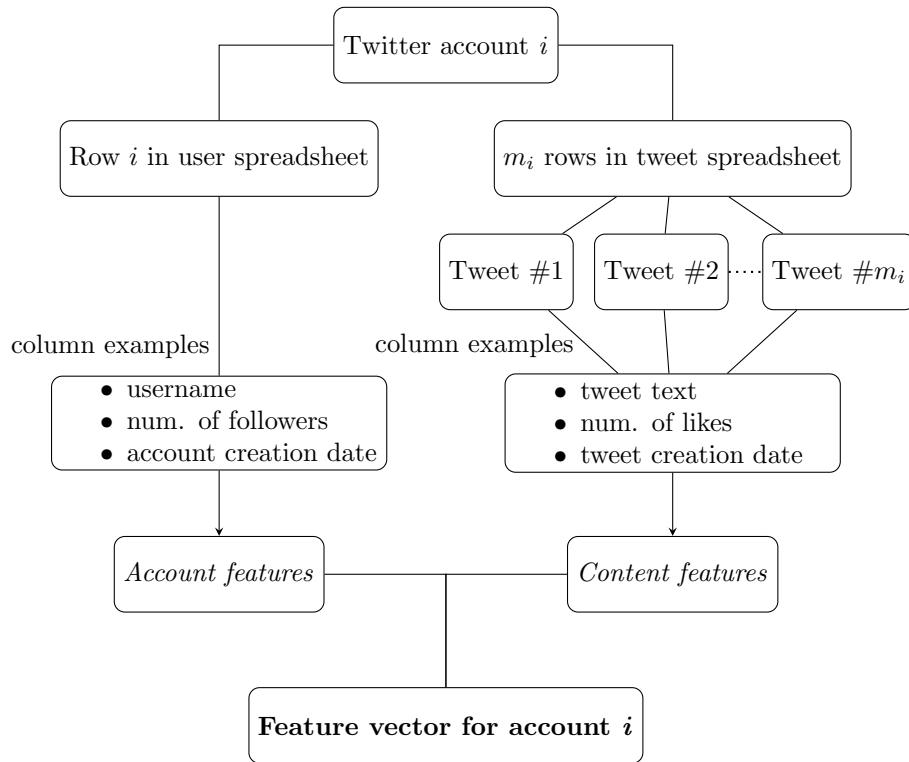 Twitter account i
Row i in user spreadsheet
m_i rows in tweet spreadsheet
Tweet #1
Tweet #2
Tweet #m_i
column examples
column examples
• username
• num. of followers
• account creation date
• tweet text
• num. of likes
• tweet creation date
Account features
Content features
Feature vector for account i